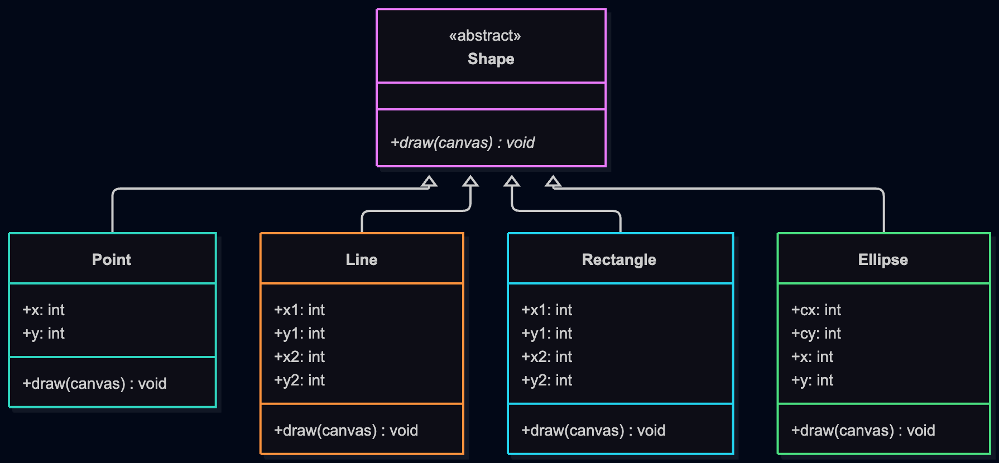 «abstract»
Shape
+draw(canvas) : void
Point
+x: int
+y: int
+draw(canvas) : void
Line
+x1: int
+y1: int
+x2: int
+y2: int
+draw(canvas) : void
Rectangle
+x1: int
+y1: int
+x2: int
+y2: int
+draw(canvas) : void
Ellipse
+cx: int
+cy: int
+x: int
+y: int
+draw(canvas) : void